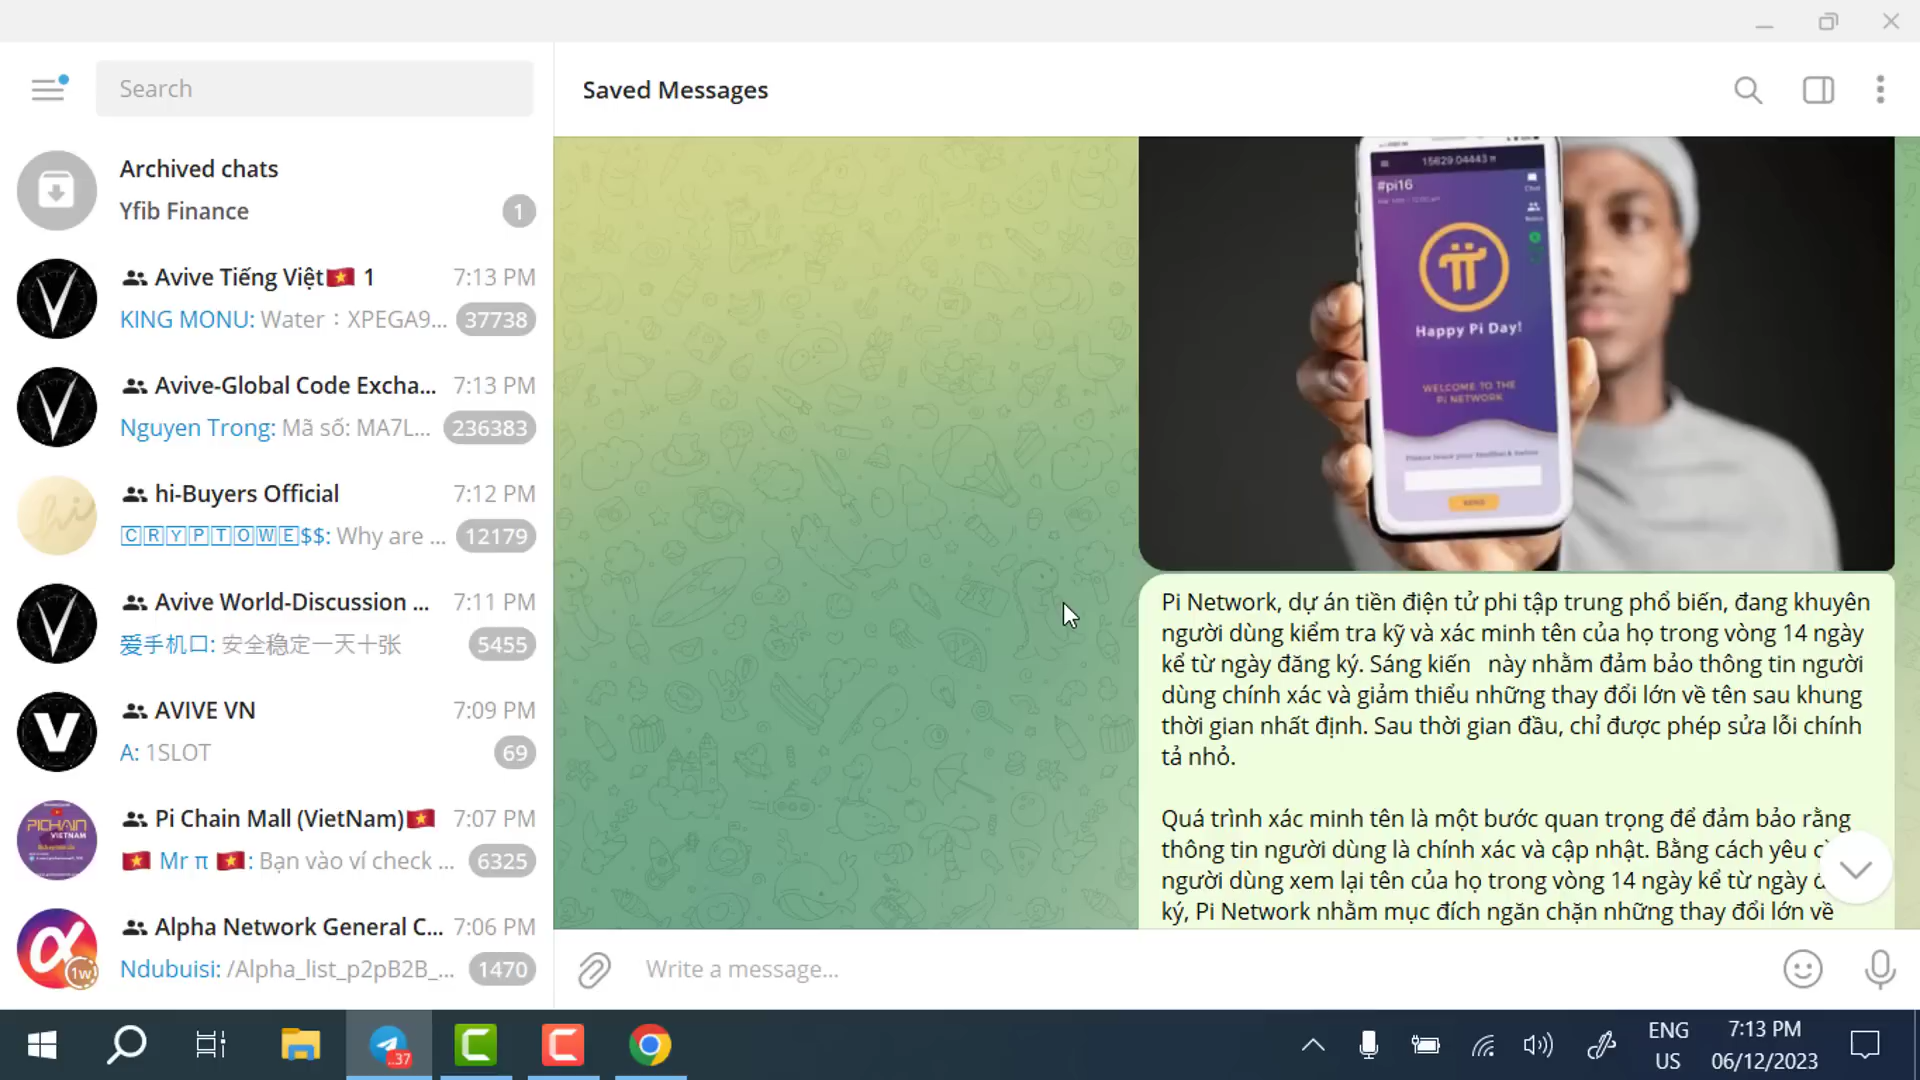 Search
Saved Messages
Archived chats
Yfib Finance
1
Avive Tiếng Việt🇻🇳 1
7:13 PM
KING MONU: Water：XPEGA9...
37738
Avive-Global Code Excha...
7:13 PM
Nguyen Trong: Mã số: MA7L...
236383
hi-Buyers Official
7:12 PM
🄲🅁🅈🄿🅃🄾🅆🄴$$: Why are ...
12179
Avive World-Discussion ...
7:11 PM
爱手机口: 安全稳定一天十张
5455
AVIVE VN
7:09 PM
A: 1SLOT
69
Pi Chain Mall (VietNam)🇻🇳
7:07 PM
🇻🇳 Mr π 🇻🇳: Bạn vào ví check ...
6325
Alpha Network General C...
7:06 PM
Ndubuisi: /Alpha_list_p2pB2B_...
1470
1w
hi
PICHAIN
VIETNAM
15629.04443 π
#pi16
Chat
Happy Pi Day!
WELCOME TO THE
Pi NETWORK
SEND
Pi Network, dự án tiền điện tử phi tập trung phổ biến, đang khuyên
người dùng kiểm tra kỹ và xác minh tên của họ trong vòng 14 ngày
kể từ ngày đăng ký. Sáng kiến   này nhằm đảm bảo thông tin người
dùng chính xác và giảm thiểu những thay đổi lớn về tên sau khung
thời gian nhất định. Sau thời gian đầu, chỉ được phép sửa lỗi chính
tả nhỏ.
Quá trình xác minh tên là một bước quan trọng để đảm bảo rằng
thông tin người dùng là chính xác và cập nhật. Bằng cách yêu
người dùng xem lại tên của họ trong vòng 14 ngày kể từ ngày
ký, Pi Network nhằm mục đích ngăn chặn những thay đổi lớn về
Write a message...
..37
ENG
US
7:13 PM
06/12/2023